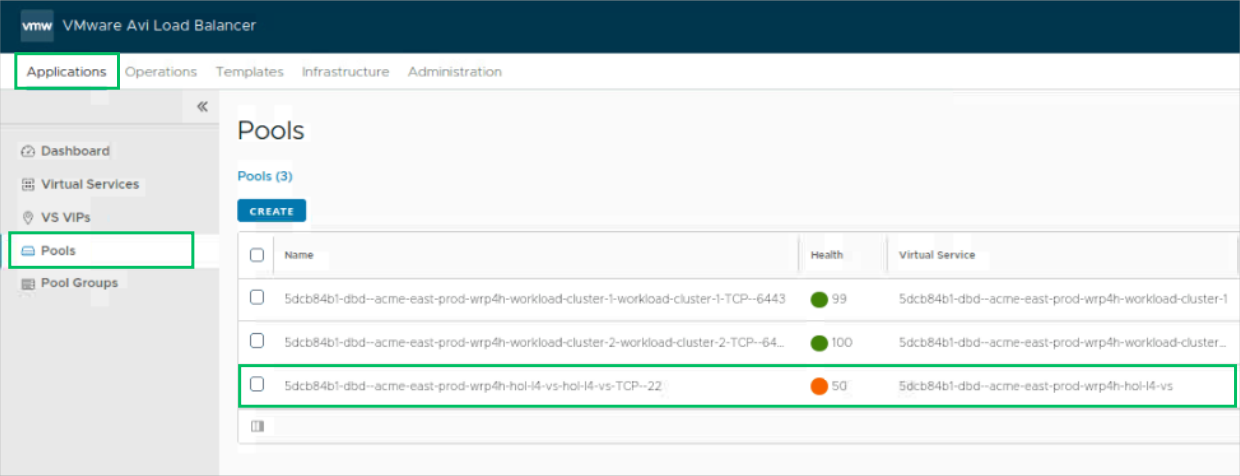 vmw VMware Avi Load Balancer
Applications Operations Templates Infrastructure Administration
Dashboard
Virtual Services
VS VIPs
Pools
Pool Groups
Pools
Pools (3)
CREATE
Name Health Virtual Service
5dcb84b1-dbd--acme-east-prod-wrp4h-workload-cluster-1-workload-cluster-1-TCP--6443 99 5dcb84b1-dbd--acme-east-prod-wrp4h-workload-cluster-1
5dcb84b1-dbd--acme-east-prod-wrp4h-workload-cluster-2-workload-cluster-2-TCP--64... 100 5dcb84b1-dbd--acme-east-prod-wrp4h-workload-cluster...
5dcb84b1-dbd--acme-east-prod-wrp4h-hol-l4-vs-hol-l4-vs-TCP--22 50 5dcb84b1-dbd--acme-east-prod-wrp4h-hol-l4-vs